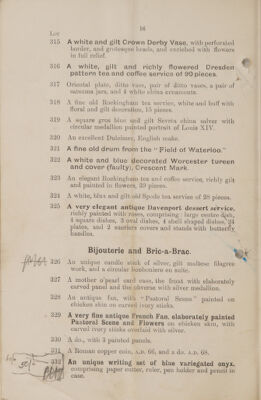 16
Lot
315 A white and gilt Crown Derby Vase, with perforated
border, and grotesque heads, and enriched with flowers
in full relief.
316 A white, gilt and richly flowered Dresden
pattern tea and coffee service of 90 pieces.
317 Oriental plate, ditto vase, pair of ditto vases, a pair of
satsuma jars, and 4 white china ornaments.
318 A fine old Rockingham tea service, white and buff with
floral and gilt decoration, 15 pieces.
319 A square gros bleu and gilt Sevres china salver with
circular medallion painted portrait of Louis XIV.
320 An excellent Dulcimer, English make.
321 A fine old drum from the "Field of Waterloo."
322 A white and blue decorated Worcester tureen
and cover (faulty), Crescent Mark.
323 An elegant Rockingham tea and coffee service, richly gilt
and painted in flowers, 39 pieces.
324 A white, blue and gilt old Spode tea service of 28 pieces.
325 A very elegant antique Davenport dessert service,
richly painted with roses, comprising: large centre dish,
4 square dishes, 3 oval dishes, 4 shell shaped dishes, 24
plates, and 2 sauciers covers and stands with butterfly
handles.
Bijouterie and Bric-a-Brac.
326 An unique candle stick of silver, gilt maltese filagree
work, and a circular bonboniere en suite.
327 A mother o'pearl card case, the front with elaborately
carved panel and the obverse with silver medallion.
328 An antique fan, with "Pastoral Scene" painted on
chicken skin on carved ivory sticks.
329 A very fine antique French Fan, elaborately painted
Pastoral Scene and Flowers on chicken skin, with
carved ivory sticks overlaid with silver.
330 A do., with 3 painted panels.
331 A Roman copper coin, A.D. 66, and a do. A.D. 68.
332 An unique writing set of blue variegated onyx,
comprising paper cutter, ruler, pen holder and pencil in
case.